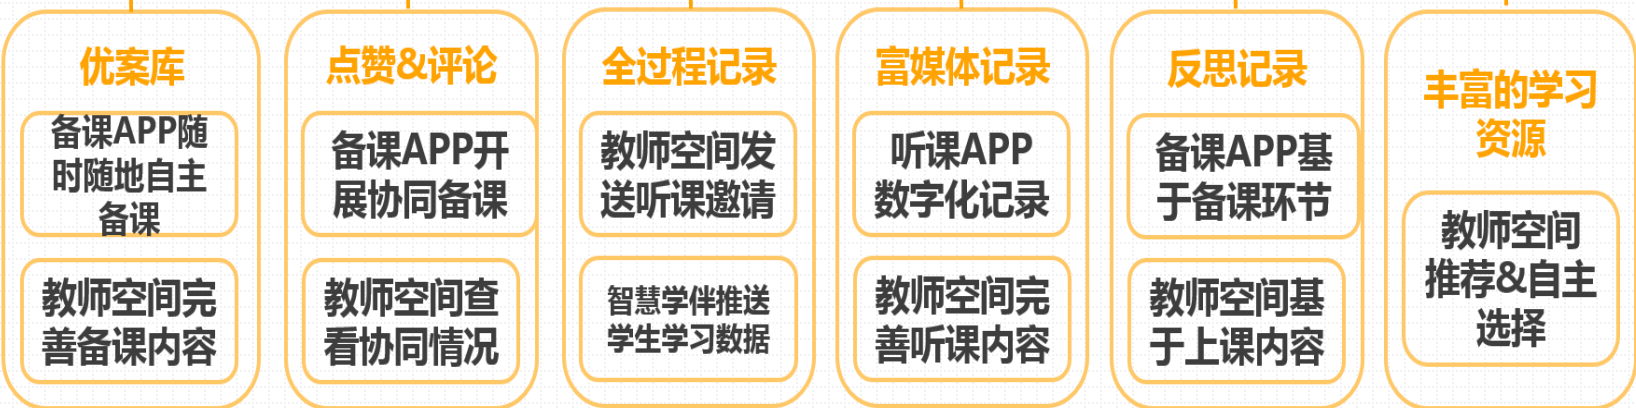 优案库
备课APP随
时随地自主
备课
教师空间完
善备课内容
点赞&评论
备课APP开
展协同备课
教师空间查
看协同情况
全过程记录
教师空间发
送听课邀请
智慧学伴推送
学生学习数据
富媒体记录
听课APP
数字化记录
教师空间完
善听课内容
反思记录
备课APP基
于备课环节
教师空间基
于上课内容
丰富的学习
资源
教师空间
推荐&自主
选择